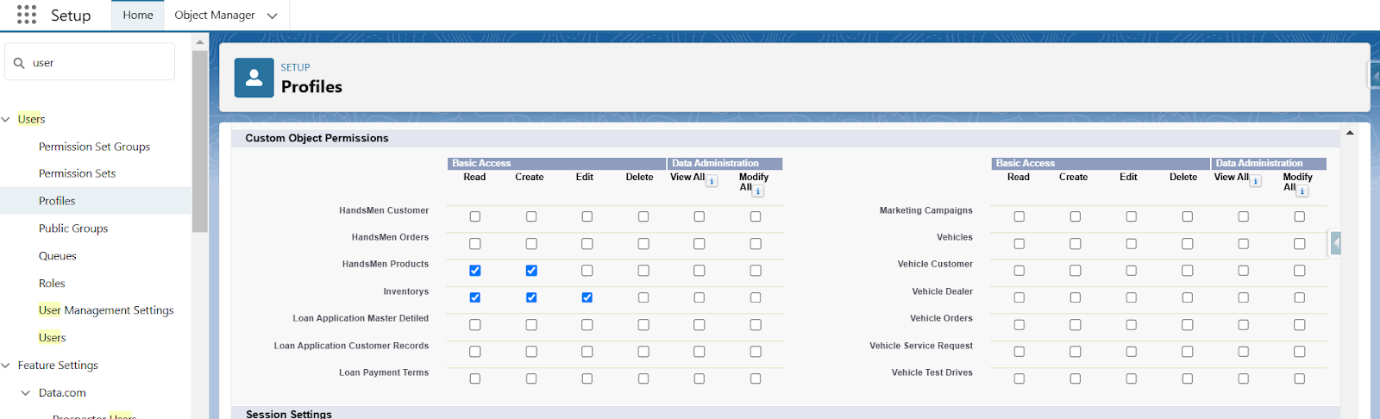 Setup Home Object Manager
user
SETUP
Profiles
Users
Permission Set Groups
Permission Sets
Profiles
Public Groups
Queues
Roles
User Management Settings
Users
Feature Settings
Data.com
Prospector Users
Custom Object Permissions
Basic Access Data Administration
Read Create Edit Delete View All Modify All
HandsMen Customer
HandsMen Orders
HandsMen Products
Inventorys
Loan Application Master Detiled
Loan Application Customer Records
Loan Payment Terms
Basic Access Data Administration
Read Create Edit Delete View All Modify All
Marketing Campaigns
Vehicles
Vehicle Customer
Vehicle Dealer
Vehicle Orders
Vehicle Service Request
Vehicle Test Drives
Session Settings